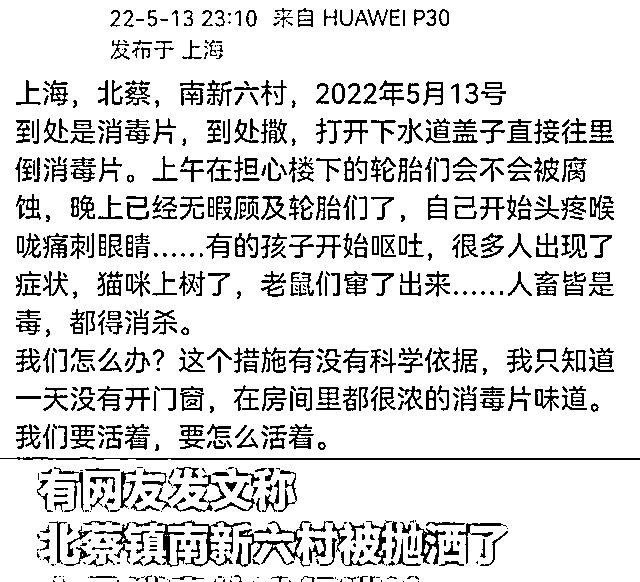 22-5-13 23:10 来自 HUAWEI P30
发布于 上海
上海，北蔡，南新六村，2022年5月13号
到处是消毒片，到处撒，打开下水道盖子直接往里
倒消毒片。上午在担心楼下的轮胎们会不会被腐
蚀，晚上已经无暇顾及轮胎们了，自己开始头疼喉
咙痛刺眼睛……有的孩子开始呕吐，很多人出现了
症状，猫咪上树了，老鼠们窜了出来……人畜皆是
毒，都得消杀。
我们怎么办？这个措施有没有科学依据，我只知道
一天没有开门窗，在房间里都很浓的消毒片味道。
我们要活着，要怎么活着。
有网友发文称
北蔡镇南新六村被抛洒了